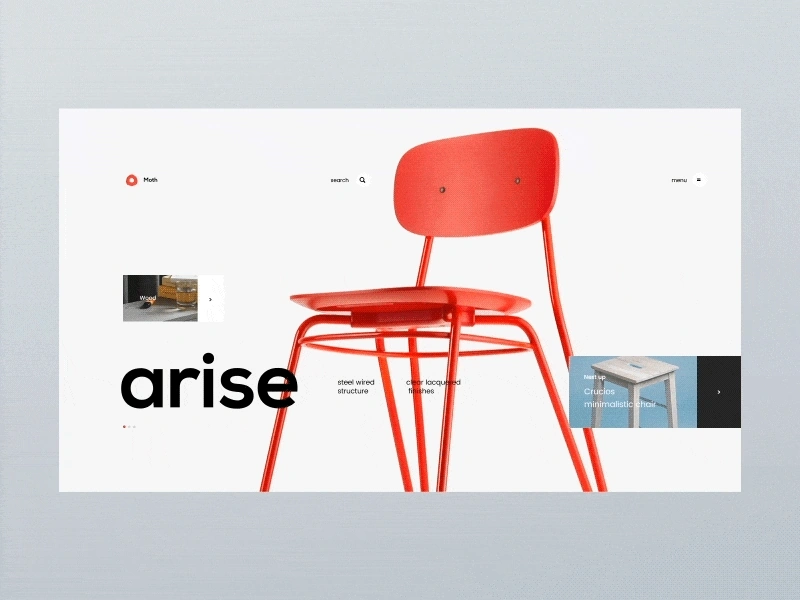 Moth
search
menu
Wood
arise
steel wired
structure
clear lacquered
finishes
Next up
Crucios
minimalistic chair